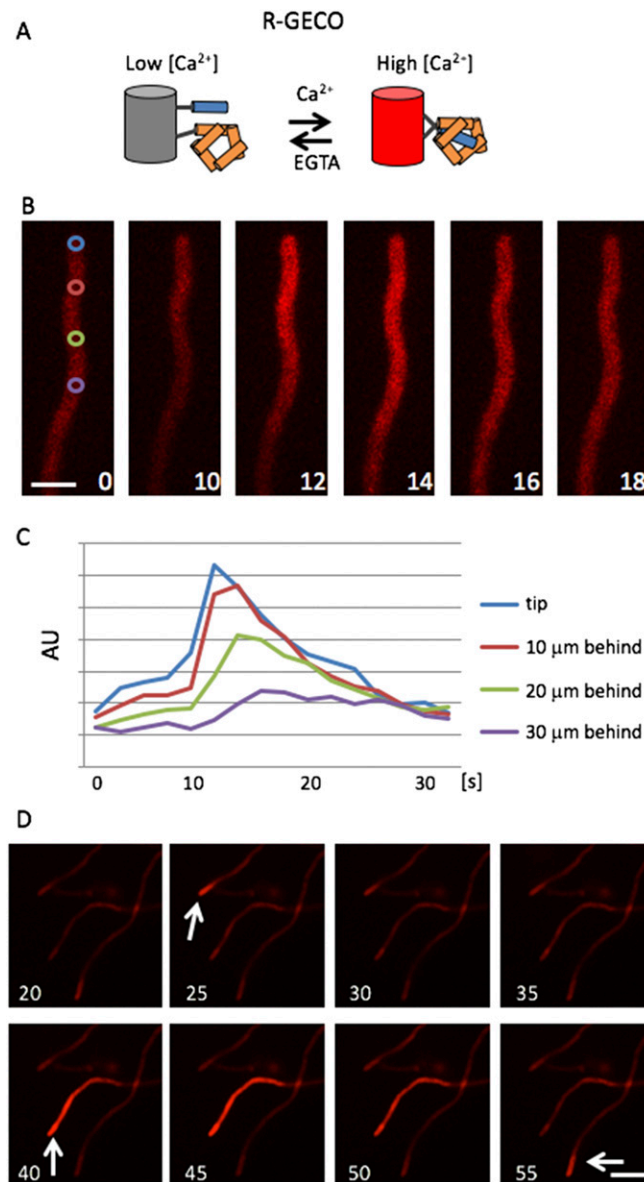 R-GECO
A
Low [Ca²⁺]
High [Ca²⁺]
Ca²⁺
EGTA
B
0
10
12
14
16
18
C
AU
tip
10 μm behind
20 μm behind
30 μm behind
0
10
20
30
[s]
D
20
25
30
35
40
45
50
55